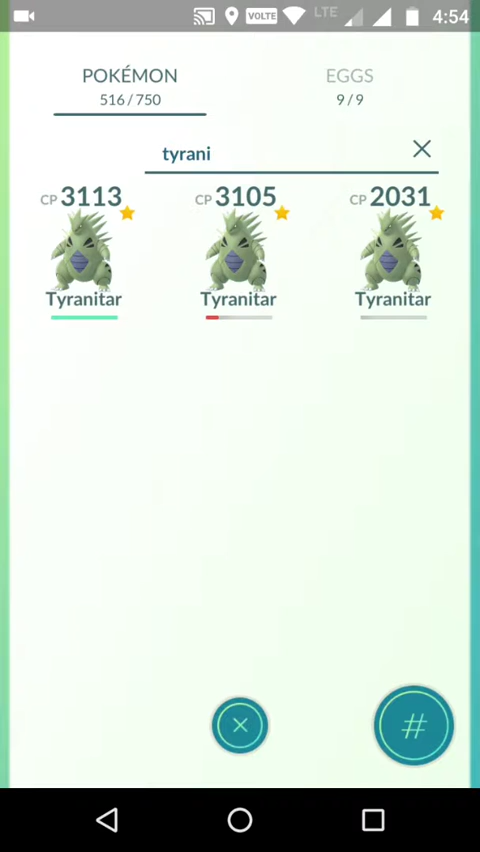 VOLTE LTE 4:54
POKÉMON EGGS
516 / 750 9 / 9
tyrani
CP 3113 CP 3105 CP 2031
Tyranitar Tyranitar Tyranitar
#